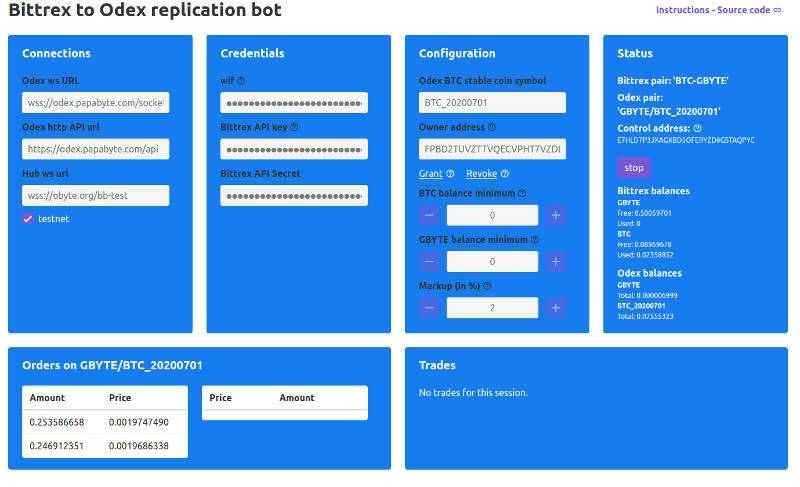 Bittrex to Odex replication bot
Instructions - Source code
Connections
Odex ws URL
wss://odex.papabyte.com/socke
Odex http API url
https://odex.papabyte.com/api
Hub ws url
wss://obyte.org/bb-test
testnet
Credentials
wif
Bittrex API key
Bittrex API Secret
Configuration
Odex BTC stable coin symbol
BTC_20200701
Owner address
FPBD2TUVZTTVQECVPHT7VZDE
Grant Revoke
BTC balance minimum
0
GBYTE balance minimum
0
Markup (in %)
2
Status
Bittrex pair: 'BTC-GBYTE'
Odex pair:
'GBYTE/BTC_20200701'
Control address:
E7HLD7P3JXAGXBD5OFERYZD6GSTAQPYC
stop
Bittrex balances
GBYTE
Free: 0.50059701
Used: 0
BTC
Free: 0.08969678
Used: 0.02358852
Odex balances
GBYTE
Total: 0.000006999
BTC_20200701
Total: 0.07555323
Orders on GBYTE/BTC_20200701
Amount Price
0.253586658 0.0019747490
0.246912351 0.0019686338
Price Amount
Trades
No trades for this session.